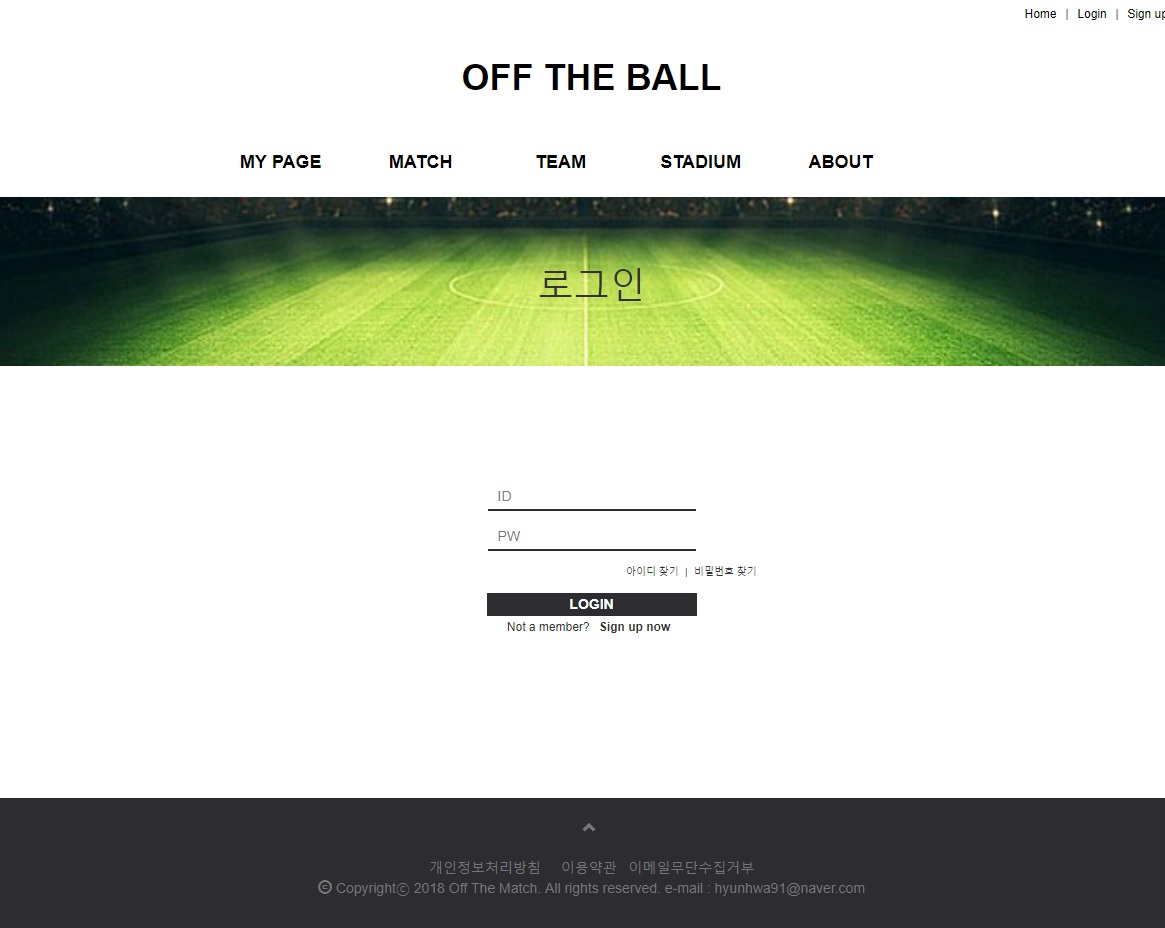 Home | Login | Sign up
OFF THE BALL
MY PAGE MATCH TEAM STADIUM ABOUT
로그인
ID
PW
아이디 찾기 | 비밀번호 찾기
LOGIN
Not a member? Sign up now
개인정보처리방침 이용약관 이메일무단수집거부
© Copyrightⓒ 2018 Off The Match. All rights reserved. e-mail : hyunhwa91@naver.com